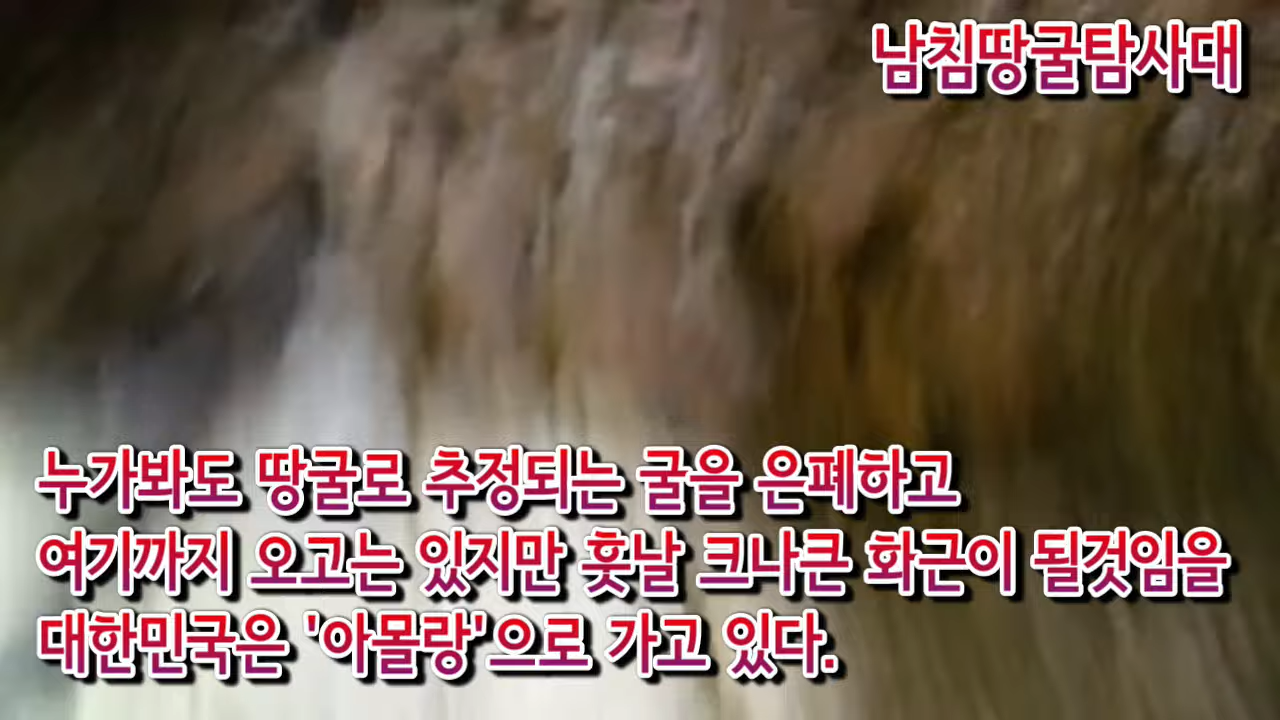 남침땅굴탐사대
누가봐도 땅굴로 추정되는 굴을 은폐하고
여기까지 오고는 있지만 훗날 크나큰 화근이 될것임을
대한민국은 '아몰랑'으로 가고 있다.